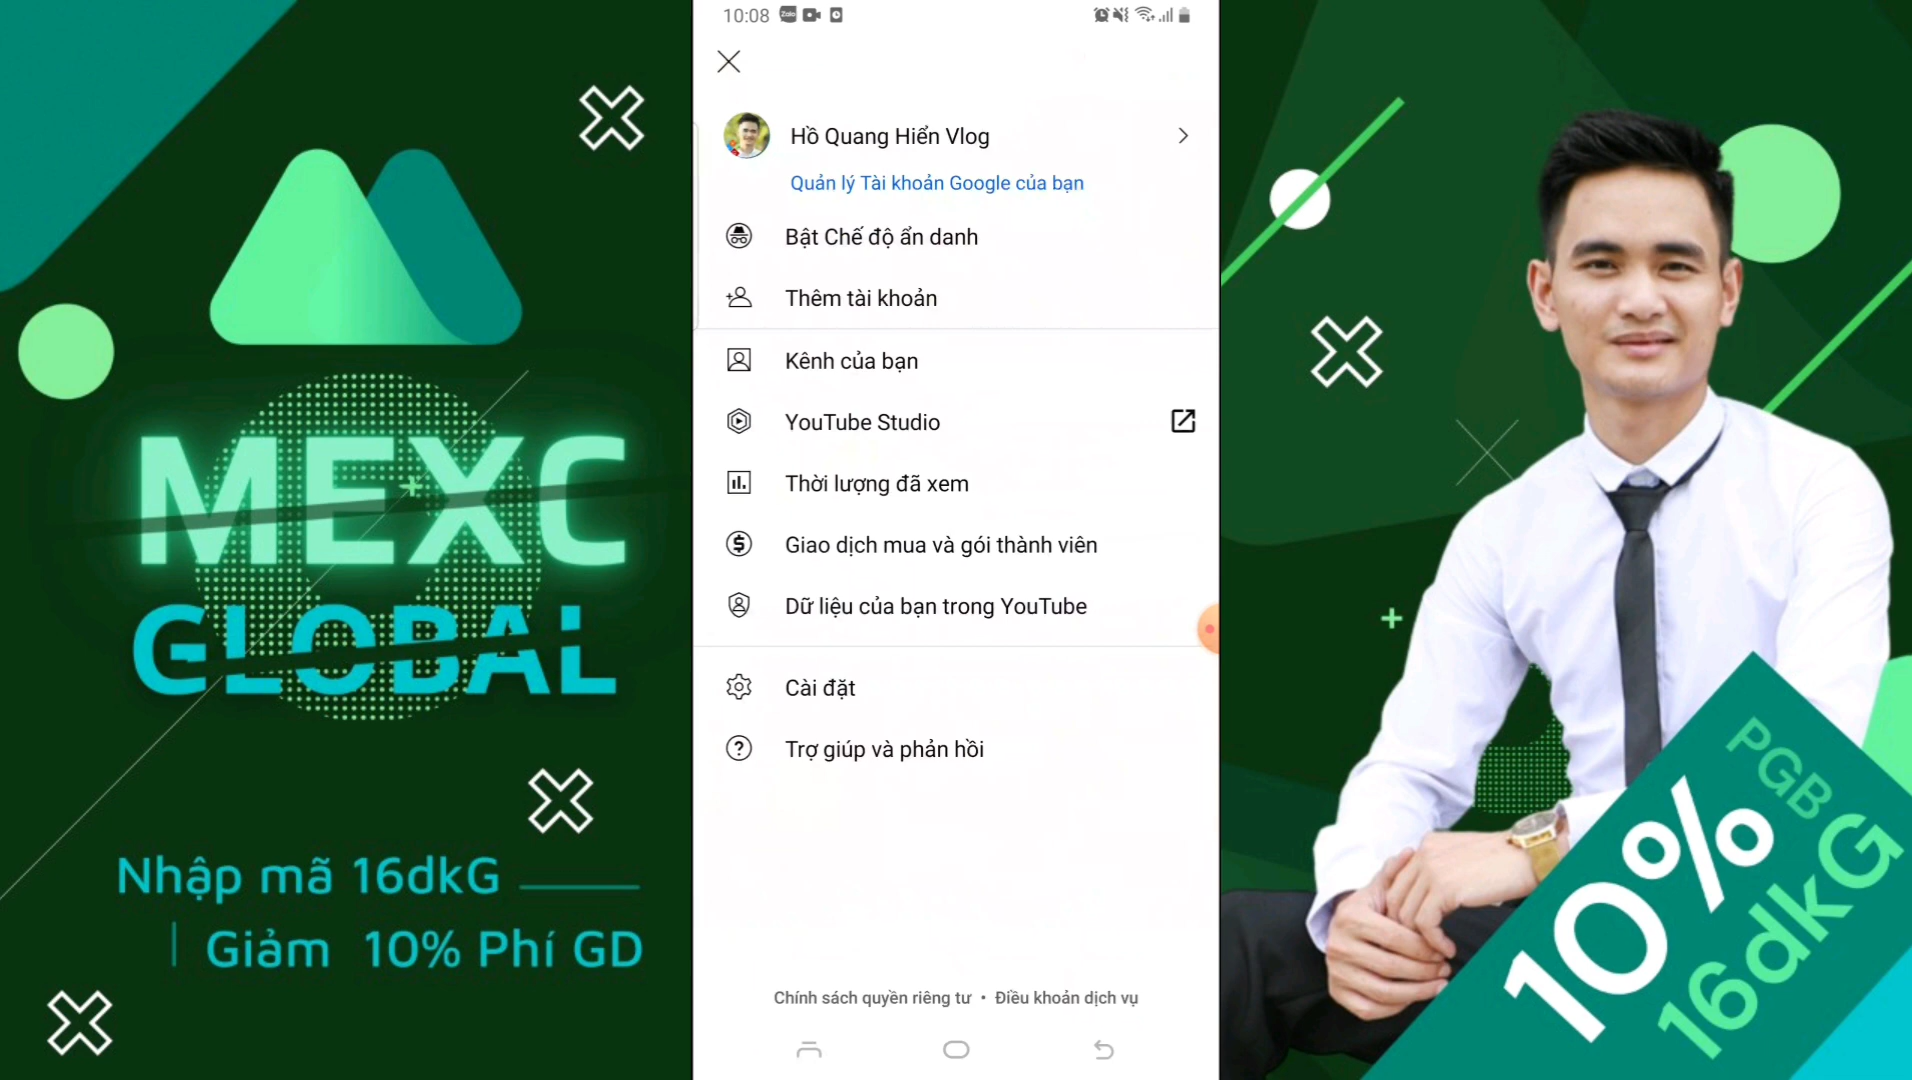 MEXC
GLOBAL
Nhập mã 16dkG
Giảm 10% Phí GD
10:08
Zalo
Hồ Quang Hiển Vlog
Quản lý Tài khoản Google của bạn
Bật Chế độ ẩn danh
Thêm tài khoản
Kênh của bạn
YouTube Studio
Thời lượng đã xem
Giao dịch mua và gói thành viên
Dữ liệu của bạn trong YouTube
Cài đặt
Trợ giúp và phản hồi
Chính sách quyền riêng tư • Điều khoản dịch vụ
PGB
10%
16dkG